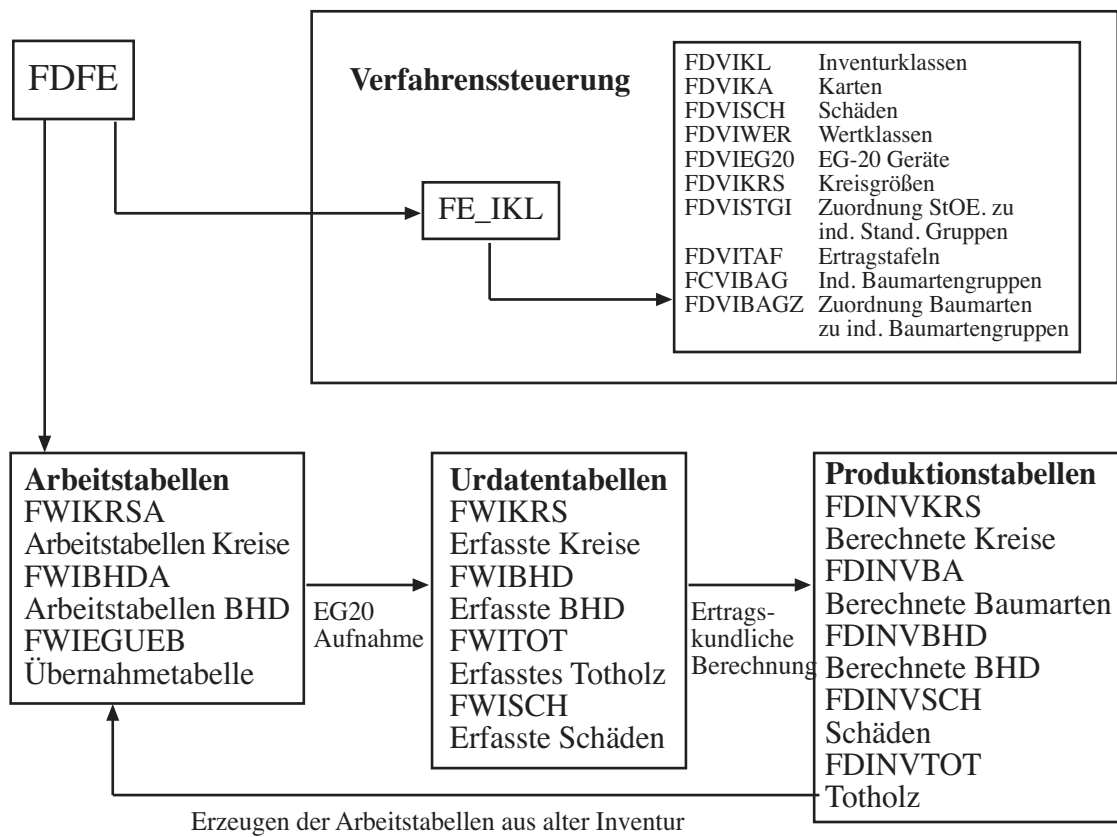 FDFE
Verfahrenssteuerung
FE_IKL
FDVIKL Inventurklassen
FDVIKA Karten
FDVISCH Schäden
FDVIWER Wertklassen
FDVIEG20 EG-20 Geräte
FDVIKRS Kreisgrößen
FDVISTGI Zuordnung StOE. zu
ind. Stand. Gruppen
FDVITAF Ertragstafeln
FCVIBAG Ind. Baumartengruppen
FDVIBAGZ Zuordnung Baumarten
zu ind. Baumartengruppen
Arbeitstabellen
FWIKRSA
Arbeitstabellen Kreise
FWIBHDA
Arbeitstabellen BHD
FWIEGUEB
Übernahmetabelle
EG20
Aufnahme
Urdatentabellen
FWIKRS
Erfasste Kreise
FWIBHD
Erfasste BHD
FWITOT
Erfasstes Totholz
FWISCH
Erfasste Schäden
Ertrags-
kundliche
Berechnung
Produktionstabellen
FDINVKRS
Berechnete Kreise
FDINVBA
Berechnete Baumarten
FDINVBHD
Berechnete BHD
FDINVSCH
Schäden
FDINVTOT
Totholz
Erzeugen der Arbeitstabellen aus alter Inventur